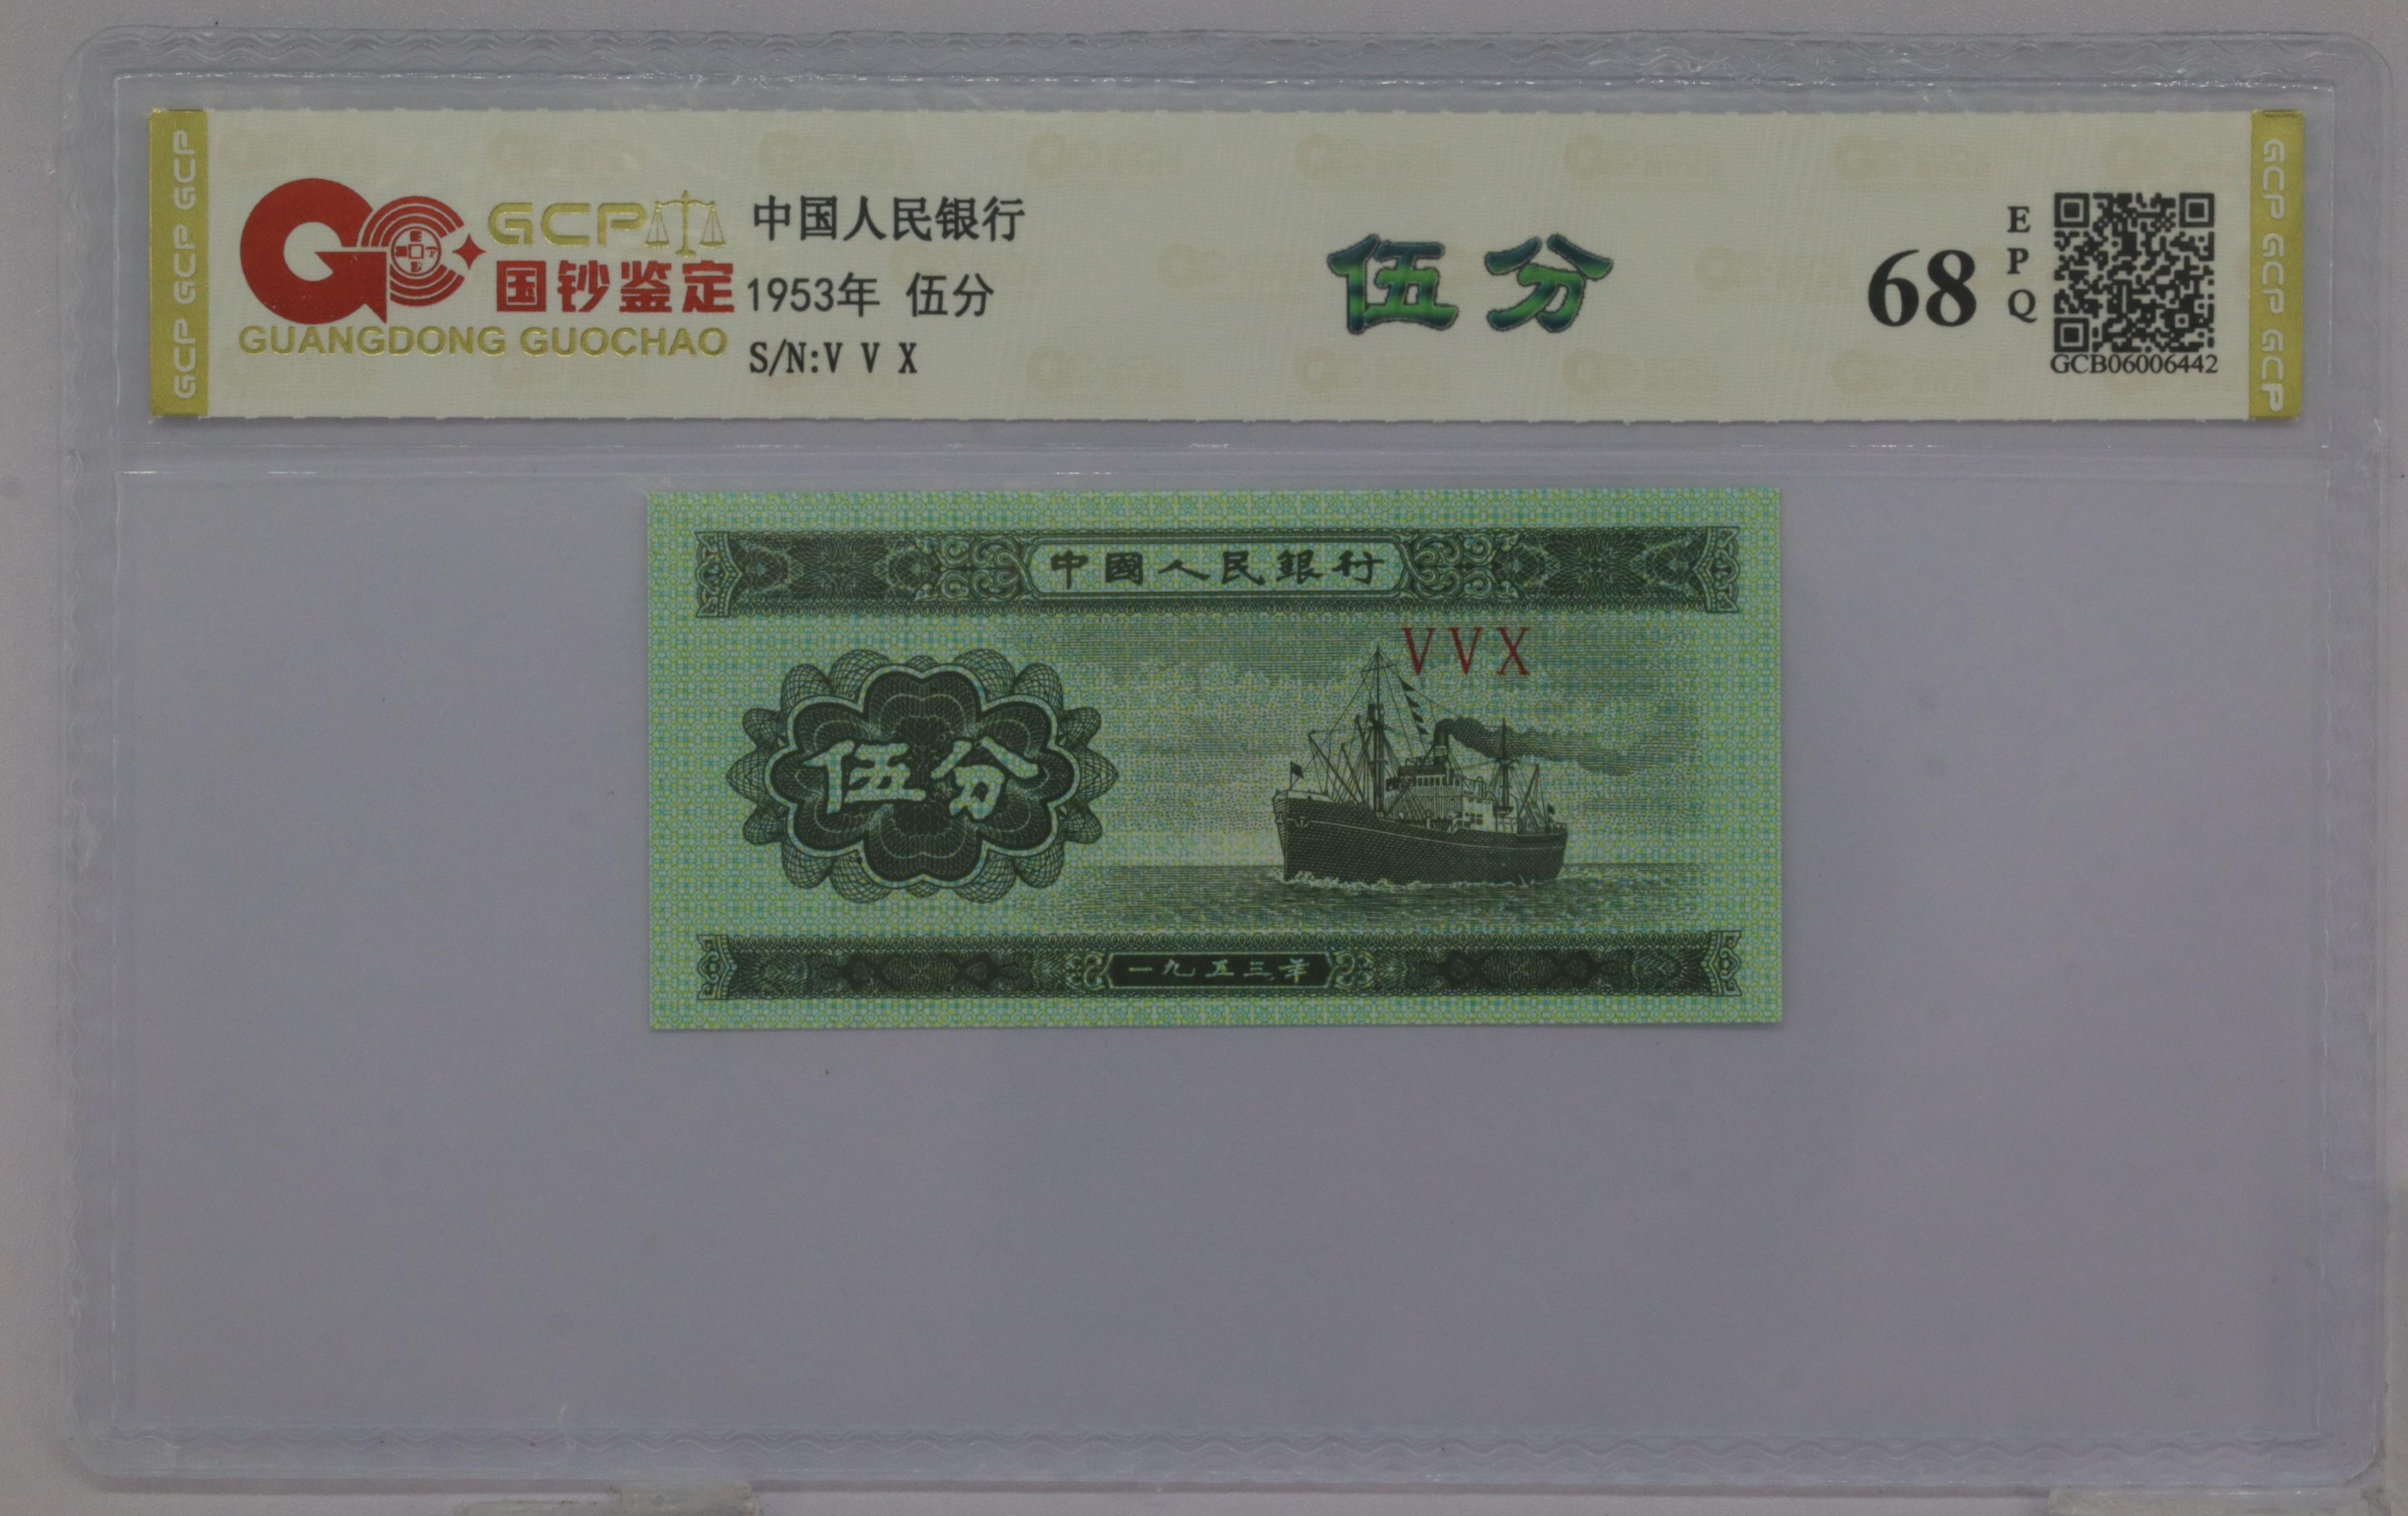 GCP GCP GCP
GCP
国钞鉴定
GUANGDONG GUOCHAO
中国人民银行
1953年 伍分
S/N:V V X
伍分
68
EPQ
GCB06006442
GCP GCP GCP
中國人民銀行
VVX
伍分
一九五三年